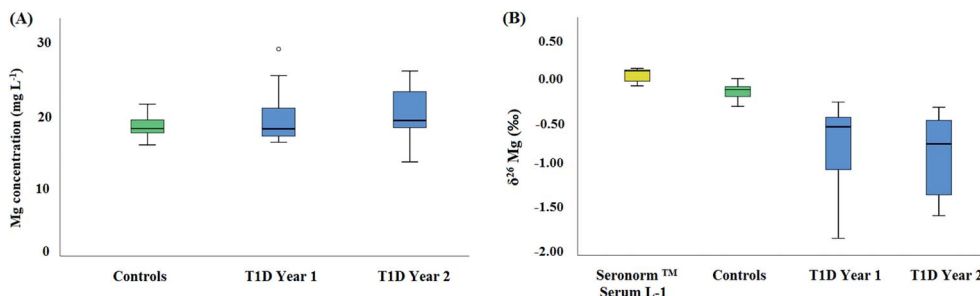 (A)
Mg concentration (mg L-1)
30
20
10
0
Controls
T1D Year 1
T1D Year 2
(B)
δ26 Mg (‰)
0.50
0.00
-0.50
-1.00
-1.50
-2.00
Seronorm ™
Serum L-1
Controls
T1D Year 1
T1D Year 2